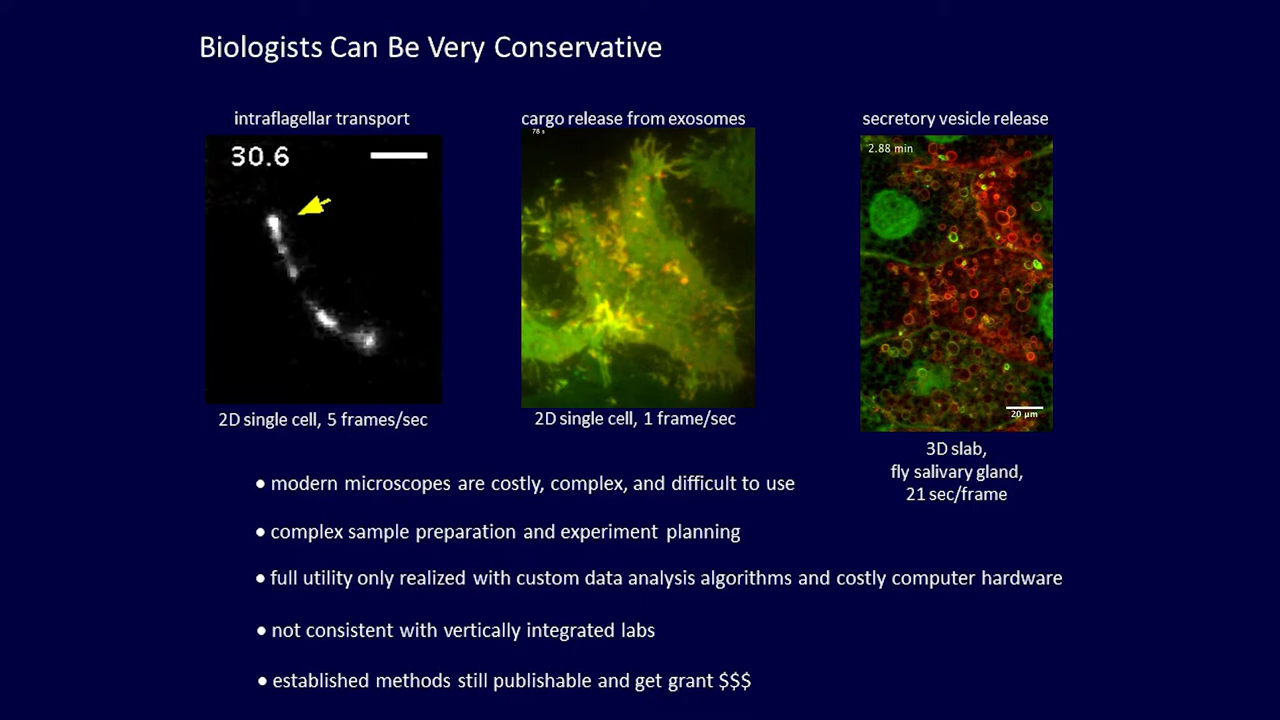 Biologists Can Be Very Conservative
intraflagellar transport
cargo release from exosomes
secretory vesicle release
30.6
78 s
2.88 min
20 µm
2D single cell, 5 frames/sec
2D single cell, 1 frame/sec
3D slab,
fly salivary gland,
21 sec/frame
• modern microscopes are costly, complex, and difficult to use
• complex sample preparation and experiment planning
• full utility only realized with custom data analysis algorithms and costly computer hardware
• not consistent with vertically integrated labs
• established methods still publishable and get grant $$$